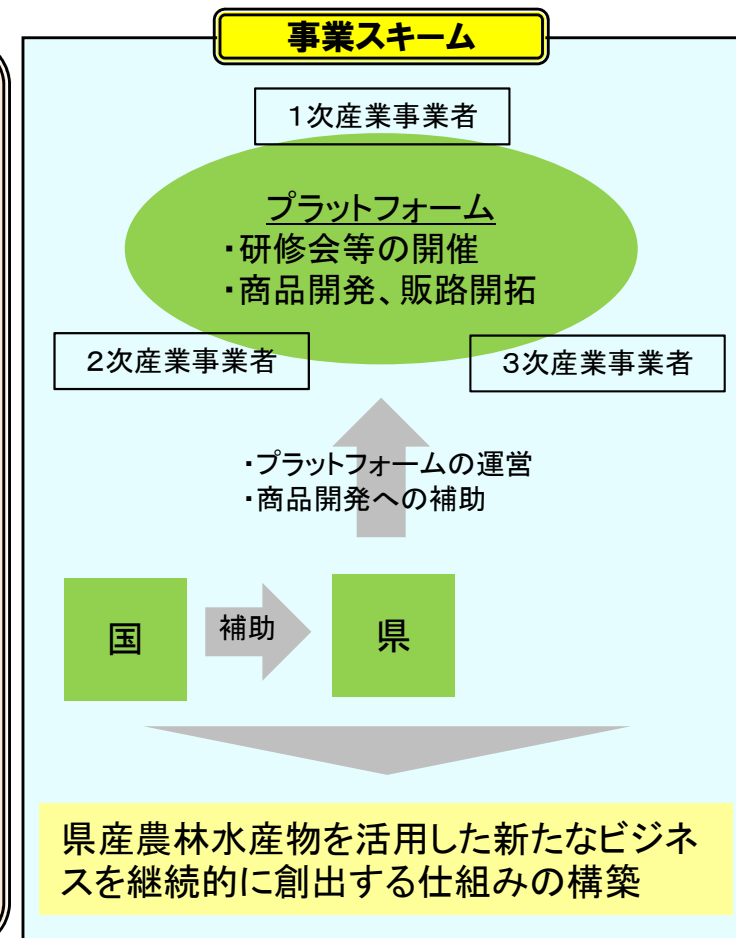 事業スキーム
1次産業事業者
プラットフォーム
・研修会等の開催
・商品開発、販路開拓
2次産業事業者
3次産業事業者
・プラットフォームの運営
・商品開発への補助
国
補助
県
県産農林水産物を活用した新たなビジネ
スを継続的に創出する仕組みの構築